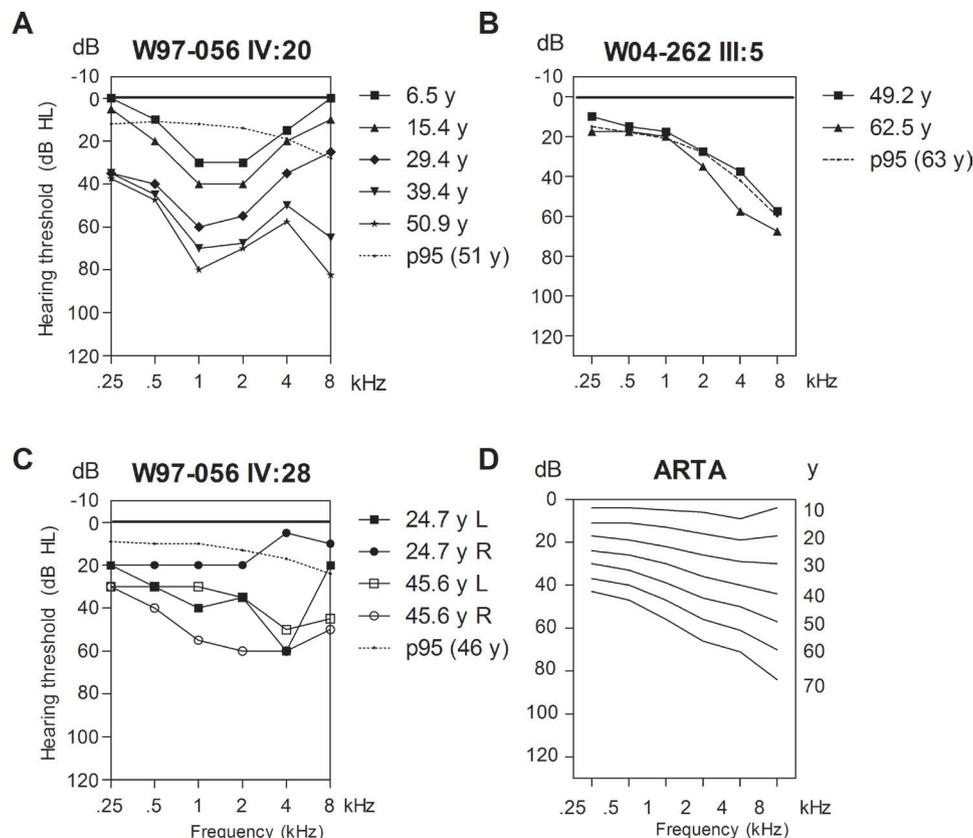 A
dB
W97-056 IV:20
-10
0
20
40
60
80
100
120
Hearing threshold (dB HL)
.25 .5 1 2 4 8 kHz
6.5 y
15.4 y
29.4 y
39.4 y
50.9 y
p95 (51 y)
B
dB
W04-262 III:5
-10
0
20
40
60
80
100
120
.25 .5 1 2 4 8 kHz
49.2 y
62.5 y
p95 (63 y)
C
dB
W97-056 IV:28
-10
0
20
40
60
80
100
120
Hearing threshold (dB HL)
.25 .5 1 2 4 8 kHz
Frequency (kHz)
24.7 y L
24.7 y R
45.6 y L
45.6 y R
p95 (46 y)
D
dB
ARTA
y
0
20
40
60
80
100
120
10
20
30
40
50
60
70
.25 .5 1 2 4 8 kHz
Frequency (kHz)